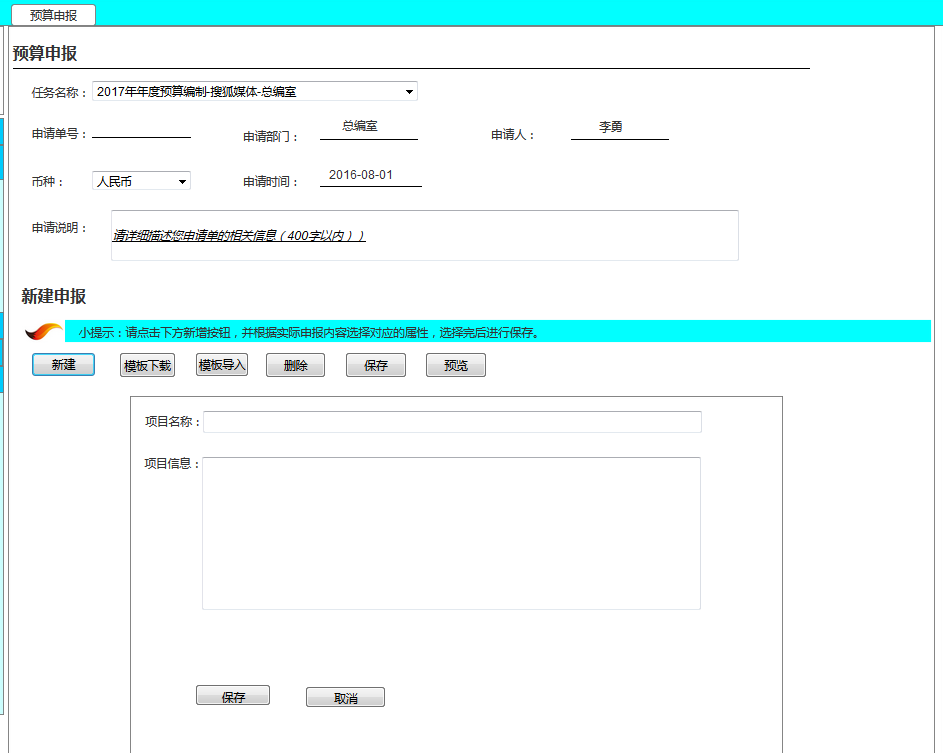 预算申报
预算申报
任务名称： 2017年年度预算编制-搜狐媒体-总编室
申请单号： 申请部门： 总编室 申请人： 李勇
币种： 人民币 申请时间： 2016-08-01
申请说明： 请详细描述您申请单的相关信息（400字以内））
新建申报
小提示：请点击下方新增按钮，并根据实际申报内容选择对应的属性，选择完后进行保存。
新建 模板下载 模板导入 删除 保存 预览
项目名称：
项目信息：
保存 取消